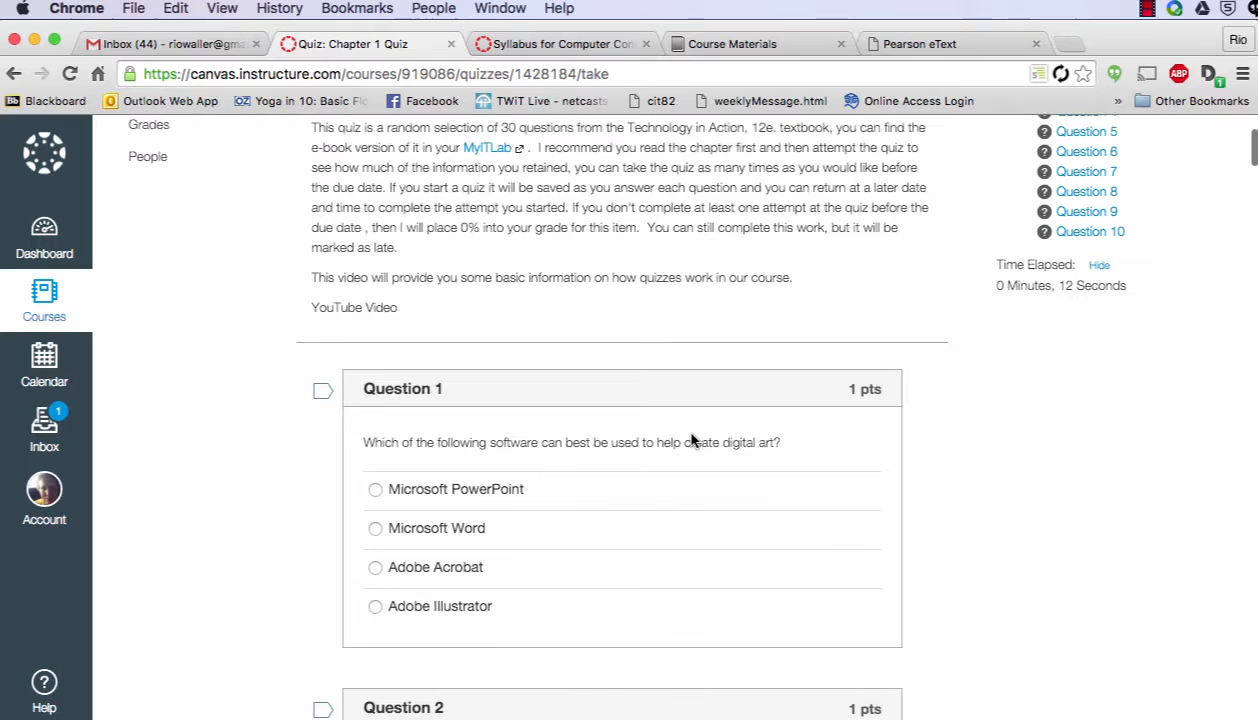 Chrome File Edit View History Bookmarks People Window Help
Inbox (44) - riowaller@gma
Quiz: Chapter 1 Quiz
Syllabus for Computer Con
Course Materials
Pearson eText
Rio
https://canvas.instructure.com/courses/919086/quizzes/1428184/take
ABP
D
1
Bb Blackboard
Outlook Web App
OZ Yoga in 10: Basic Flo
Facebook
TWiT Live - netcasts
cit82
weeklyMessage.html
Online Access Login
» Other Bookmarks
Grades
People
Dashboard
Courses
Calendar
1
Inbox
Account
Help
This quiz is a random selection of 30 questions from the Technology in Action, 12e. textbook, you can find the
e-book version of it in your MyITLab . I recommend you read the chapter first and then attempt the quiz to
see how much of the information you retained, you can take the quiz as many times as you would like before
the due date. If you start a quiz it will be saved as you answer each question and you can return at a later date
and time to complete the attempt you started. If you don't complete at least one attempt at the quiz before the
due date , then I will place 0% into your grade for this item. You can still complete this work, but it will be
marked as late.
This video will provide you some basic information on how quizzes work in our course.
YouTube Video
Question 1 1 pts
Which of the following software can best be used to help create digital art?
Microsoft PowerPoint
Microsoft Word
Adobe Acrobat
Adobe Illustrator
Question 2 1 pts
Question 5
Question 6
Question 7
Question 8
Question 9
Question 10
Time Elapsed: Hide
0 Minutes, 12 Seconds